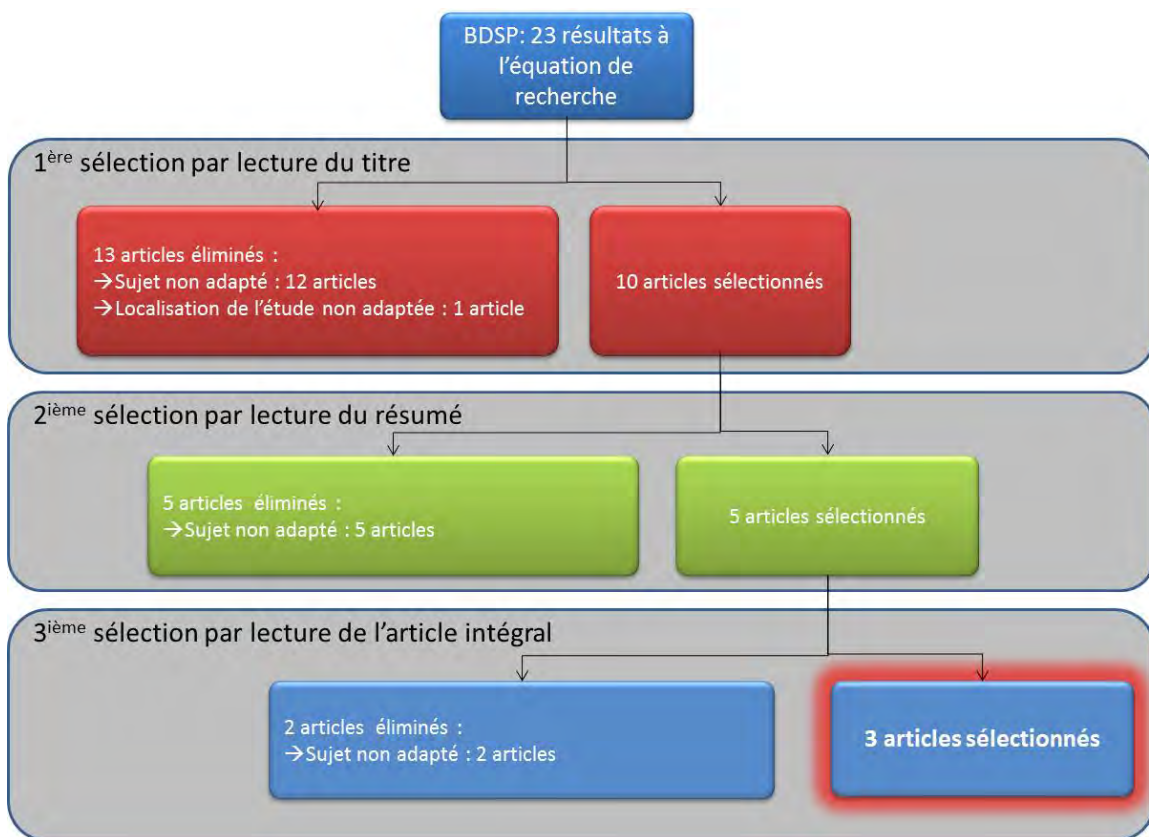 BDSP: 23 résultats à
l’équation de
recherche
1ère sélection par lecture du titre
13 articles éliminés :
→Sujet non adapté : 12 articles
→Localisation de l’étude non adaptée : 1 article
10 articles sélectionnés
2ième sélection par lecture du résumé
5 articles éliminés :
→Sujet non adapté : 5 articles
5 articles sélectionnés
3ième sélection par lecture de l’article intégral
2 articles éliminés :
→Sujet non adapté : 2 articles
3 articles sélectionnés